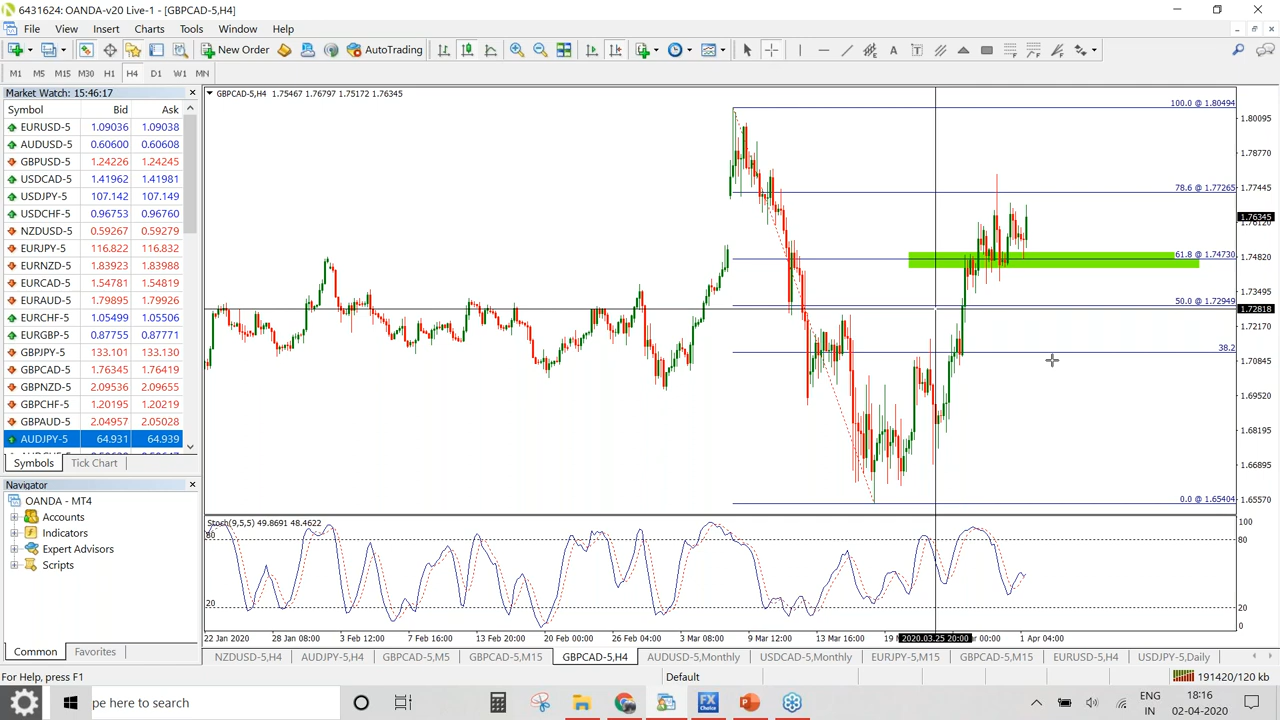 6431624: OANDA-v20 Live-1 - [GBPCAD-5,H4]
File View Insert Charts Tools Window Help
New Order AutoTrading
M1 M5 M15 M30 H1 H4 D1 W1 MN
Market Watch: 15:46:17
Symbol Bid Ask
EURUSD-5 1.09036 1.09038
AUDUSD-5 0.60600 0.60608
GBPUSD-5 1.24226 1.24245
USDCAD-5 1.41962 1.41981
USDJPY-5 107.142 107.149
USDCHF-5 0.96753 0.96760
NZDUSD-5 0.59267 0.59279
EURJPY-5 116.822 116.832
EURNZD-5 1.83923 1.83988
EURCAD-5 1.54781 1.54819
EURAUD-5 1.79895 1.79926
EURCHF-5 1.05499 1.05506
EURGBP-5 0.87755 0.87771
GBPJPY-5 133.101 133.130
GBPCAD-5 1.76345 1.76419
GBPNZD-5 2.09536 2.09655
GBPCHF-5 1.20195 1.20219
GBPAUD-5 2.04957 2.05028
AUDJPY-5 64.931 64.939
Symbols Tick Chart
Navigator
OANDA - MT4
Accounts
Indicators
Expert Advisors
Scripts
Common Favorites
GBPCAD-5,H4 1.75467 1.76797 1.75172 1.76345
100.0 @ 1.80494
78.6 @ 1.77265
61.8 @ 1.74730
50.0 @ 1.72949
38.2
0.0 @ 1.65404
1.80095
1.78770
1.77445
1.76345
1.74820
1.73495
1.72818
1.72170
1.70845
1.69520
1.68195
1.66895
1.65570
Stoch(9,5,5) 49.8691 48.4622
80
20
100
80
20
0
22 Jan 2020 28 Jan 08:00 3 Feb 12:00 7 Feb 16:00 13 Feb 20:00 20 Feb 00:00 26 Feb 04:00 3 Mar 08:00 9 Mar 12:00 13 Mar 16:00 2020.03.25 20:00 1 Apr 04:00
NZDUSD-5,H4 AUDJPY-5,H4 GBPCAD-5,M5 GBPCAD-5,M15 GBPCAD-5,H4 AUDUSD-5,Monthly USDCAD-5,Monthly EURJPY-5,M15 GBPCAD-5,M15 EURUSD-5,H4 USDJPY-5,Daily
For Help, press F1 Default 191420/120 kb
pe here to search
FX Choice
ENG
IN
18:16
02-04-2020